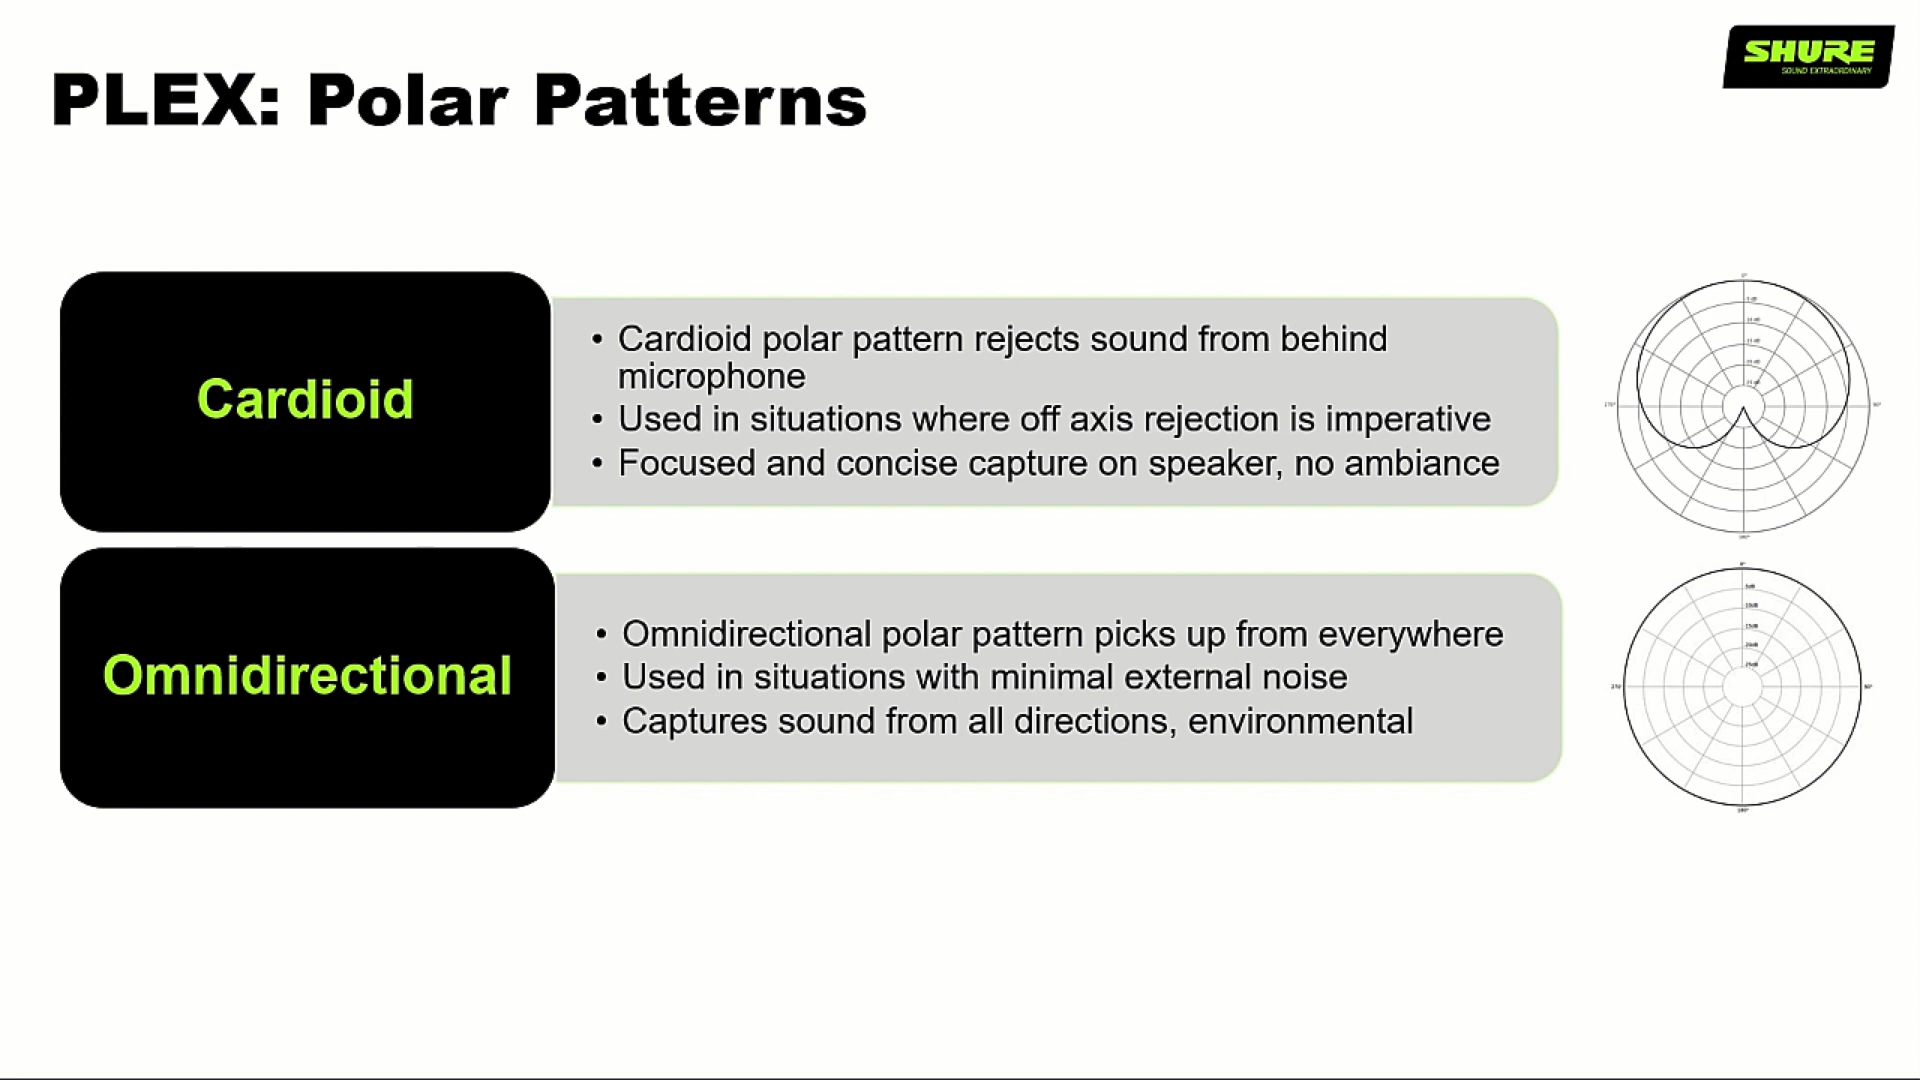 SHURE
SOUND EXTRAORDINARY
PLEX: Polar Patterns
Cardioid
• Cardioid polar pattern rejects sound from behind
microphone
• Used in situations where off axis rejection is imperative
• Focused and concise capture on speaker, no ambiance
Omnidirectional
• Omnidirectional polar pattern picks up from everywhere
• Used in situations with minimal external noise
• Captures sound from all directions, environmental